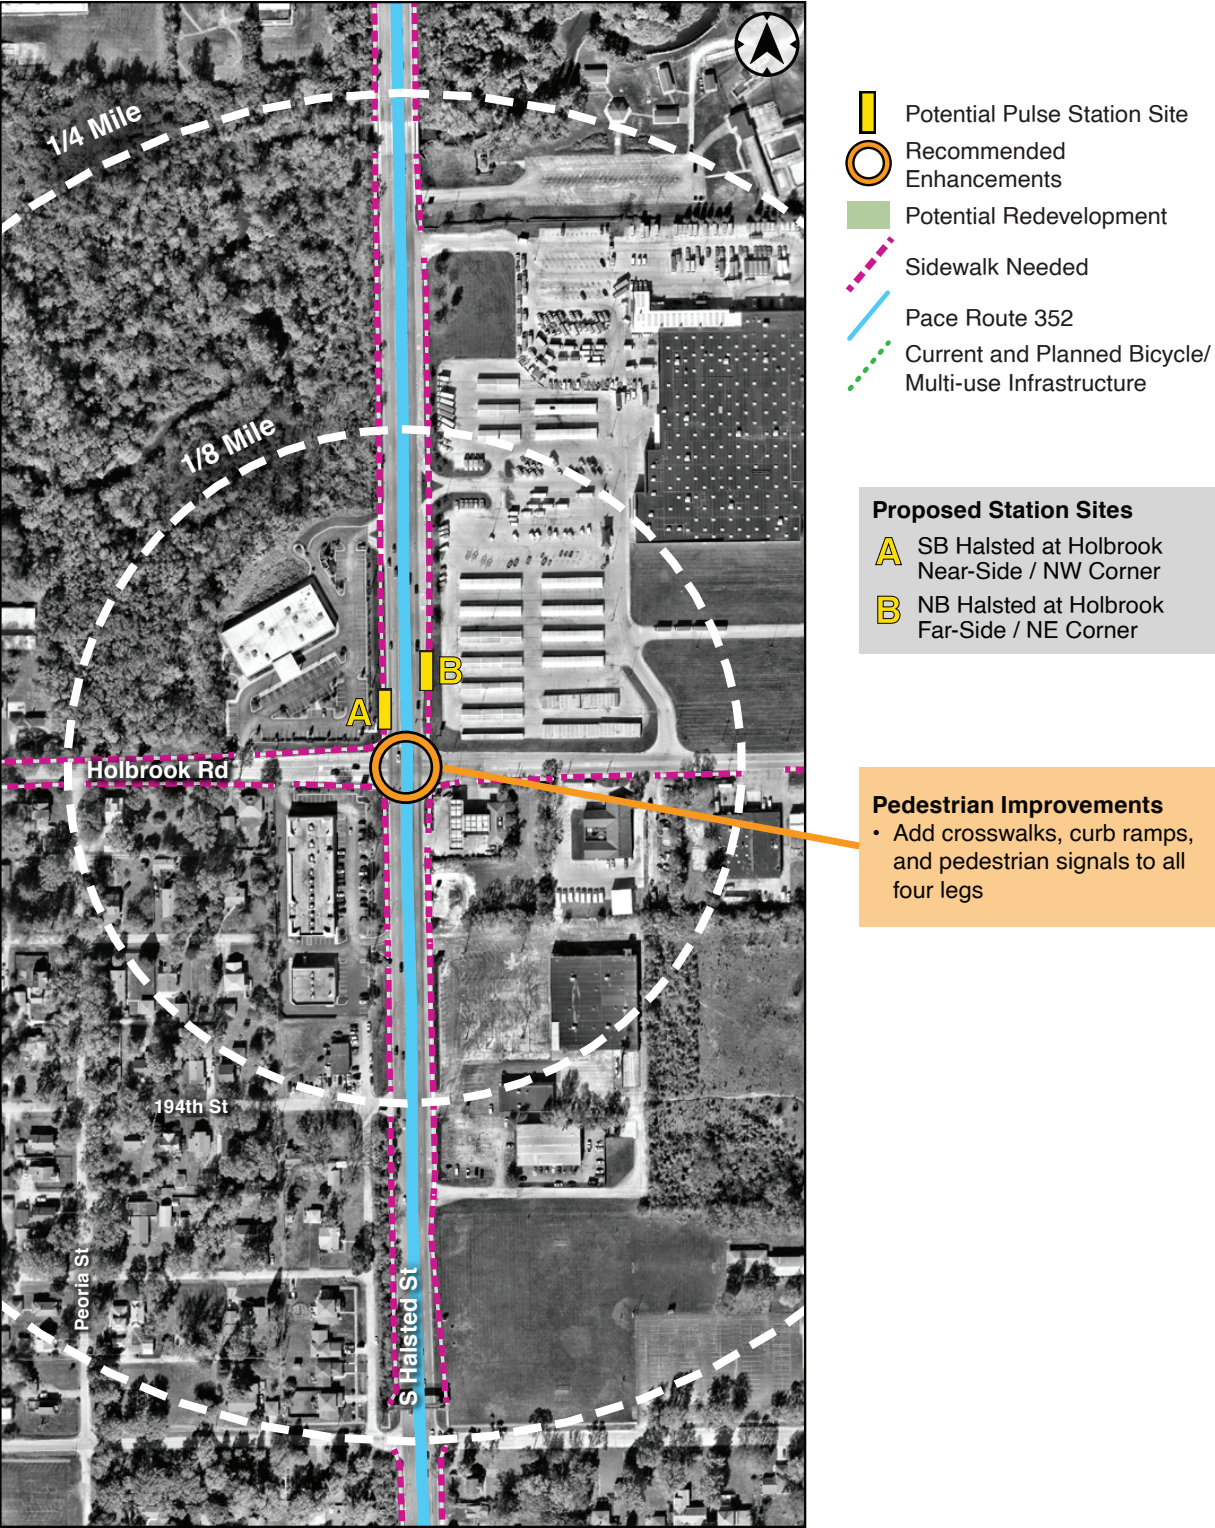 1/4 Mile
1/8 Mile
B
A
Holbrook Rd
194th St
Peoria St
S Halsted St
Potential Pulse Station Site
Recommended
Enhancements
Potential Redevelopment
Sidewalk Needed
Pace Route 352
Current and Planned Bicycle/
Multi-use Infrastructure
Proposed Station Sites
A SB Halsted at Holbrook
Near-Side / NW Corner
B NB Halsted at Holbrook
Far-Side / NE Corner
Pedestrian Improvements
• Add crosswalks, curb ramps,
and pedestrian signals to all
four legs